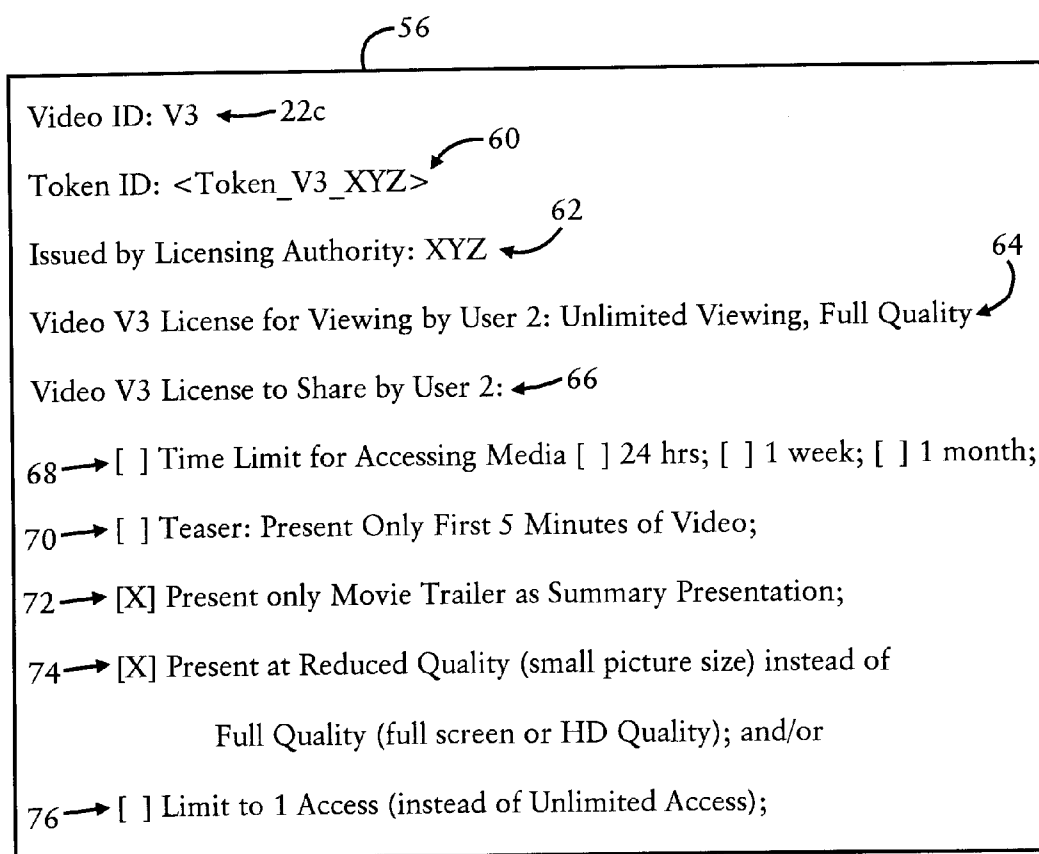 56
Video ID: V3 22c
60
Token ID: <Token_V3_XYZ>
62
Issued by Licensing Authority: XYZ
64
Video V3 License for Viewing by User 2: Unlimited Viewing, Full Quality
Video V3 License to Share by User 2: 66
68 [ ] Time Limit for Accessing Media [ ] 24 hrs; [ ] 1 week; [ ] 1 month;
70 [ ] Teaser: Present Only First 5 Minutes of Video;
72 [X] Present only Movie Trailer as Summary Presentation;
74 [X] Present at Reduced Quality (small picture size) instead of
Full Quality (full screen or HD Quality); and/or
76 [ ] Limit to 1 Access (instead of Unlimited Access);